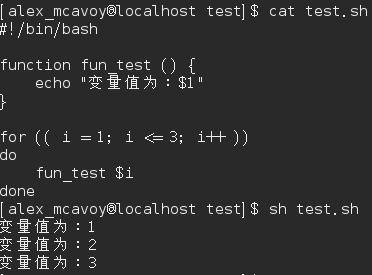 [alex_mcavoy@localhost test]$ cat test.sh
#!/bin/bash

function fun_test () {
    echo "变量值为：$1"
}

for (( i =1; i <=3; i++ ))
do
    fun_test $i
done
[alex_mcavoy@localhost test]$ sh test.sh
变量值为：1
变量值为：2
变量值为：3